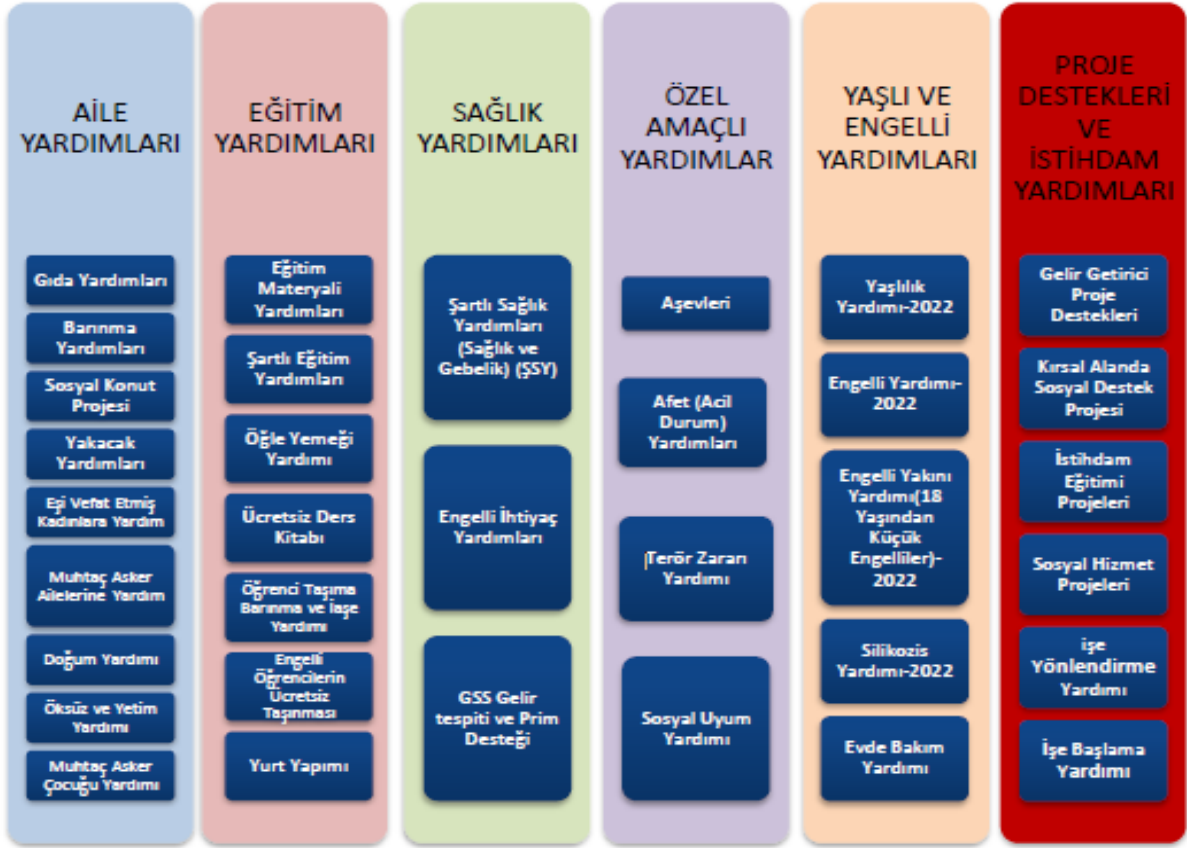 AİLE
YARDIMLARI
Gıda Yardımları
Barınma
Yardımları
Sosyal Konut
Projesi
Yakacak
Yardımları
Eşi Vefat Etmiş
Kadınlara Yardım
Muhtaç Asker
Ailelerine Yardım
Doğum Yardımı
Öksüz ve Yetim
Yardımı
Muhtaç Asker
Çocuğu Yardımı
EĞİTİM
YARDIMLARI
Eğitim
Materyali
Yardımları
Şartlı Eğitim
Yardımları
Öğle Yemeği
Yardımı
Ücretsiz Ders
Kitabı
Öğrenci Taşıma
Barınma ve İaşe
Yardımı
Engelli
Öğrencilerin
Ücretsiz
Taşınması
Yurt Yapımı
SAĞLIK
YARDIMLARI
Şartlı Sağlık
Yardımları
(Sağlık ve
Gebelik) (ŞSY)
Engelli İhtiyaç
Yardımları
GSS Gelir
tespiti ve Prim
Desteği
ÖZEL
AMAÇLI
YARDIMLAR
Aşevleri
Afet (Acil
Durum)
Yardımları
Terör Zararı
Yardımı
Sosyal Uyum
Yardımı
YAŞLI VE
ENGELLİ
YARDIMLARI
Yaşlılık
Yardımı-2022
Engelli Yardımı-
2022
Engelli Yakını
Yardımı(18
Yaşından
Küçük
Engelliler)-
2022
Silikozis
Yardımı-2022
Evde Bakım
Yardımı
PROJE
DESTEKLERİ
VE
İSTİHDAM
YARDIMLARI
Gelir Getirici
Proje
Destekleri
Kırsal Alanda
Sosyal Destek
Projesi
İstihdam
Eğitimi
Projeleri
Sosyal Hizmet
Projeleri
işe
Yönlendirme
Yardımı
İşe Başlama
Yardımı